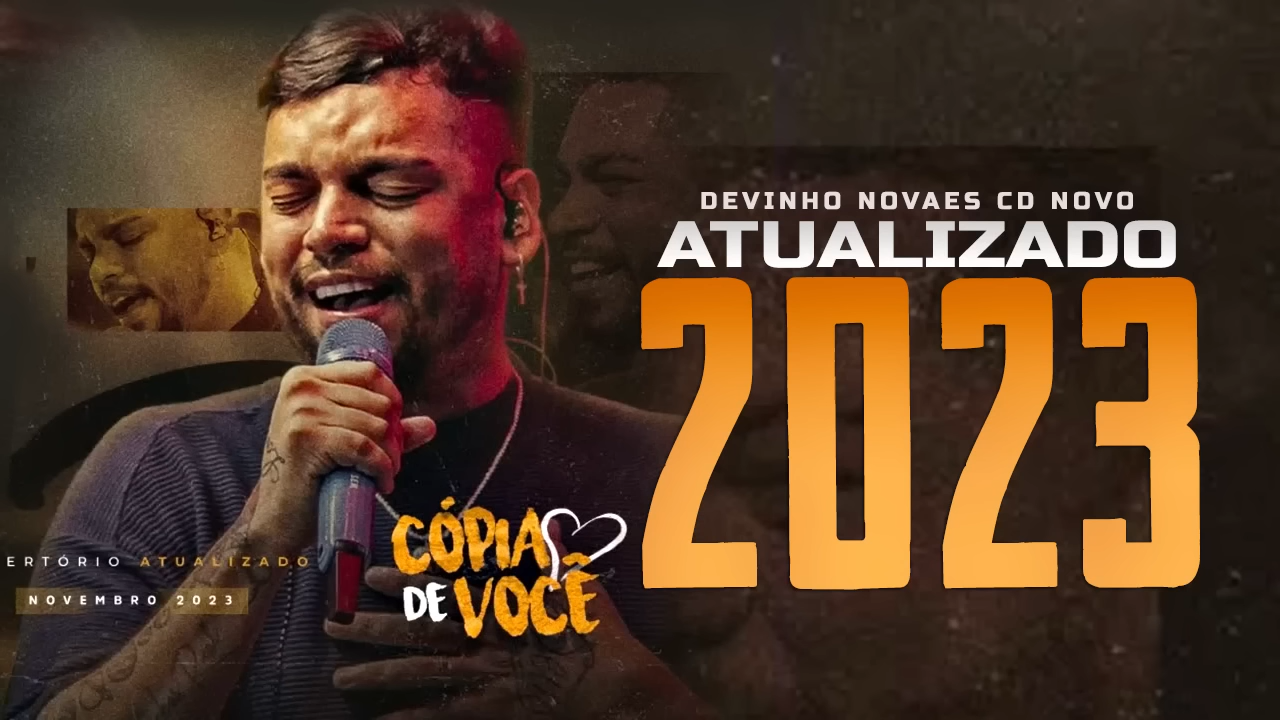 DEVINHO NOVAES CD NOVO
ATUALIZADO
2023
CÓPIA
DE VOCÊ
ERTÓRIO ATUALIZADO
NOVEMBRO 2023